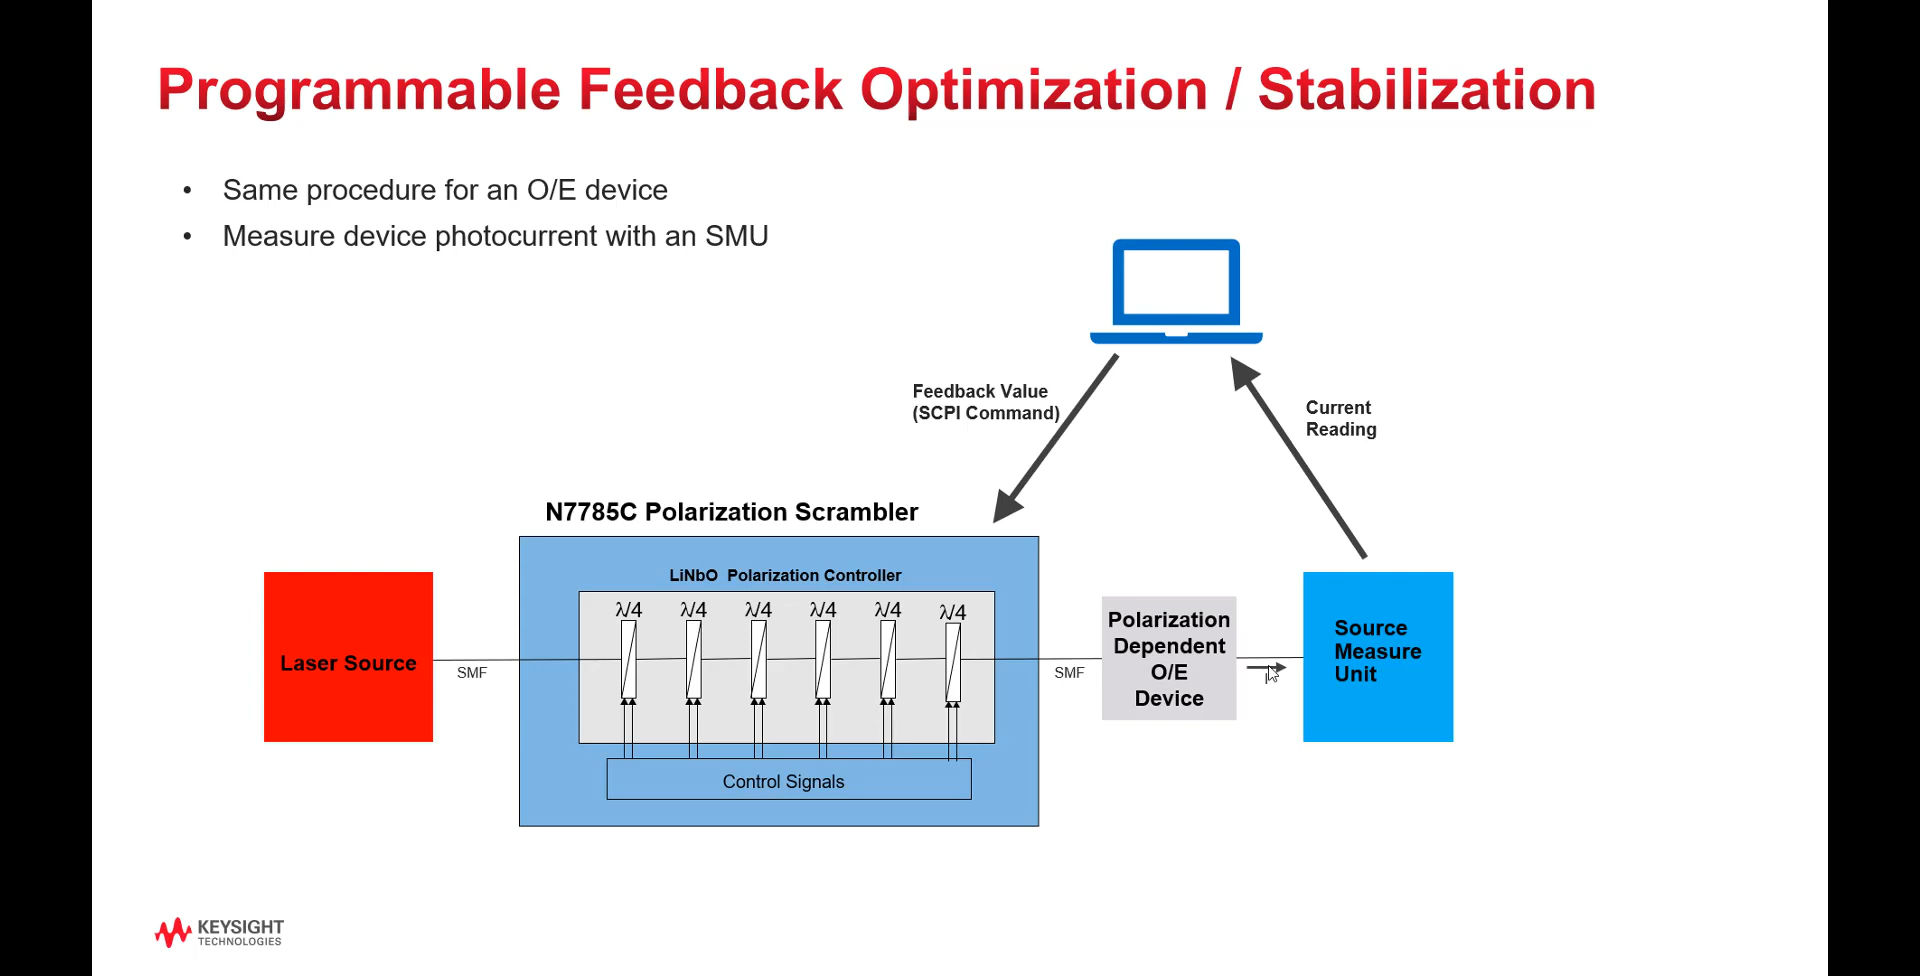 Programmable Feedback Optimization / Stabilization
• Same procedure for an O/E device
• Measure device photocurrent with an SMU
Feedback Value
(SCPI Command)
Current
Reading
N7785C Polarization Scrambler
LiNbO Polarization Controller
λ/4 λ/4 λ/4 λ/4 λ/4 λ/4
Laser Source
SMF
SMF
Polarization
Dependent
O/E
Device
Source
Measure
Unit
Control Signals
KEYSIGHT
TECHNOLOGIES